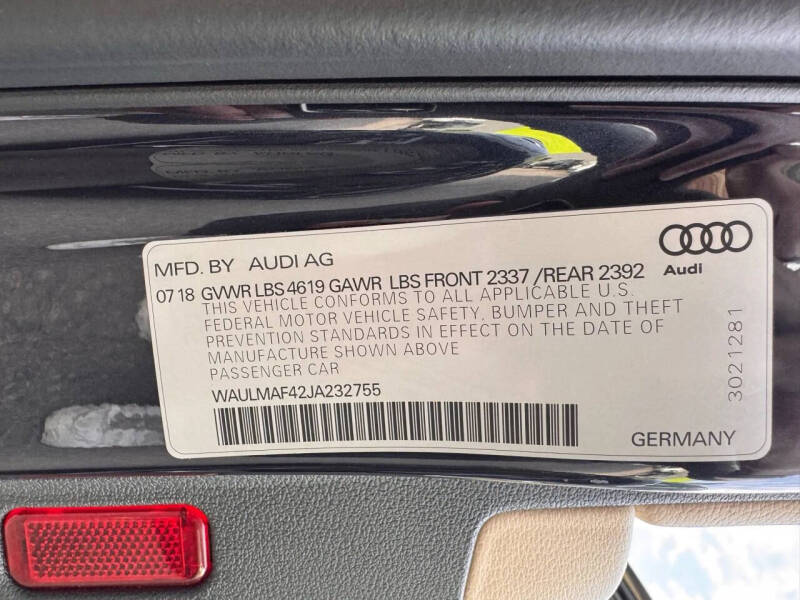 MFD. BY AUDI AG
Audi
07 18 GVWR LBS 4619 GAWR LBS FRONT 2337 /REAR 2392
THIS VEHICLE CONFORMS TO ALL APPLICABLE U.S.
FEDERAL MOTOR VEHICLE SAFETY, BUMPER AND THEFT
PREVENTION STANDARDS IN EFFECT ON THE DATE OF
MANUFACTURE SHOWN ABOVE
PASSENGER CAR
WAULMAF42JA232755
GERMANY
3021281